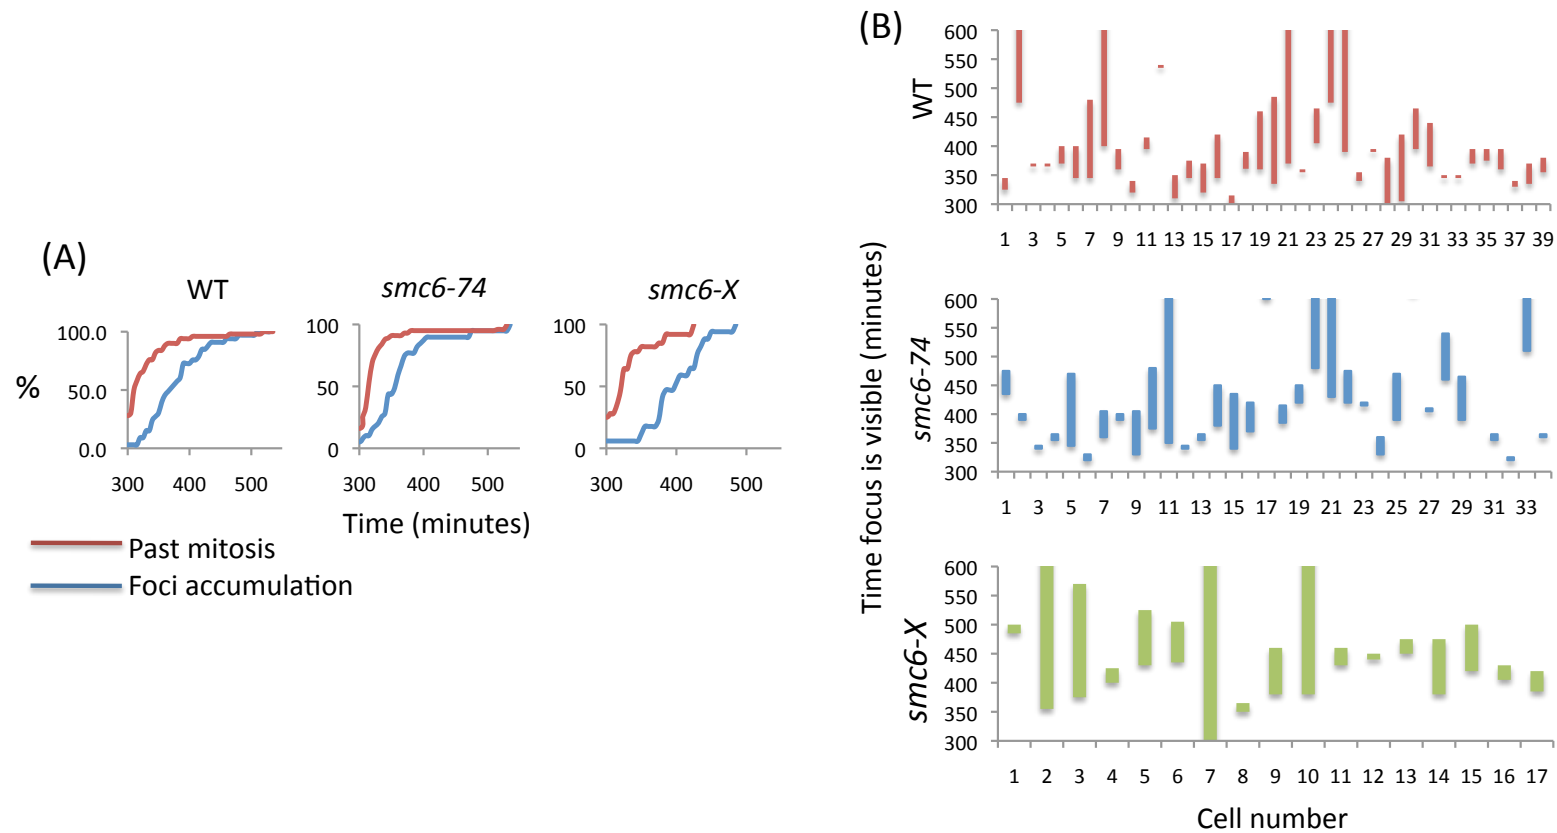 (A)
WT
smc6-74
smc6-X
%
100.0
50.0
0.0
300 400 500
100
50
0
300 400 500
100
50
0
300 400 500
Time (minutes)
Past mitosis
Foci accumulation
(B)
Time focus is visible (minutes)
WT
600
550
500
450
400
350
300
1 3 5 7 9 11 13 15 17 19 21 23 25 27 29 31 33 35 37 39
smc6-74
600
550
500
450
400
350
300
1 3 5 7 9 11 13 15 17 19 21 23 25 27 29 31 33
smc6-X
600
550
500
450
400
350
300
1 2 3 4 5 6 7 8 9 10 11 12 13 14 15 16 17
Cell number